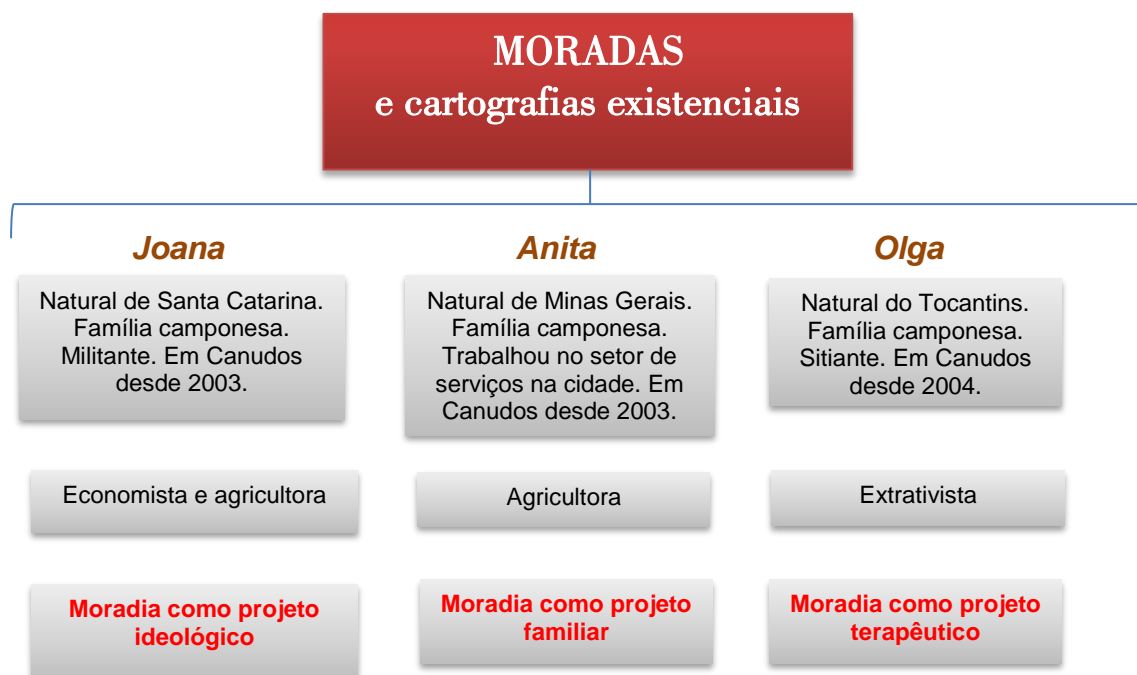 MORADAS
e cartografias existenciais
Joana
Natural de Santa Catarina.
Família camponesa.
Militante. Em Canudos
desde 2003.
Economista e agricultora
Moradia como projeto
ideológico
Anita
Natural de Minas Gerais.
Família camponesa.
Trabalhou no setor de
serviços na cidade. Em
Canudos desde 2003.
Agricultora
Moradia como projeto
familiar
Olga
Natural do Tocantins.
Família camponesa.
Sitiante. Em Canudos
desde 2004.
Extrativista
Moradia como projeto
terapêutico